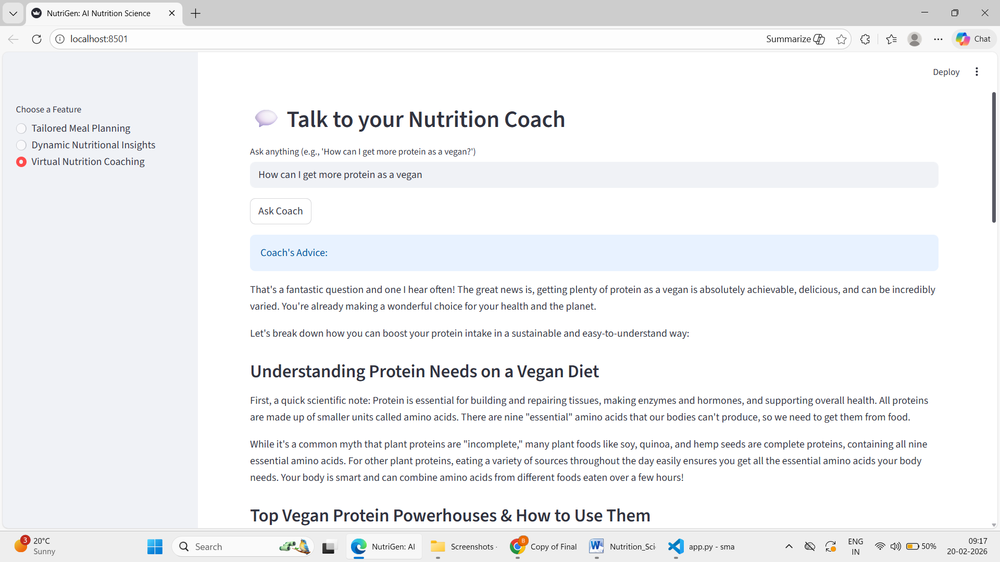 NutriGen: AI Nutrition Science
localhost:8501
Summarize
Chat
Deploy
Choose a Feature
Tailored Meal Planning
Dynamic Nutritional Insights
Virtual Nutrition Coaching
Talk to your Nutrition Coach
Ask anything (e.g., 'How can I get more protein as a vegan?')
How can I get more protein as a vegan
Ask Coach
Coach's Advice:
That's a fantastic question and one I hear often! The great news is, getting plenty of protein as a vegan is absolutely achievable, delicious, and can be incredibly
varied. You're already making a wonderful choice for your health and the planet.
Let's break down how you can boost your protein intake in a sustainable and easy-to-understand way:
Understanding Protein Needs on a Vegan Diet
First, a quick scientific note: Protein is essential for building and repairing tissues, making enzymes and hormones, and supporting overall health. All proteins
are made up of smaller units called amino acids. There are nine "essential" amino acids that our bodies can't produce, so we need to get them from food.
While it's a common myth that plant proteins are "incomplete," many plant foods like soy, quinoa, and hemp seeds are complete proteins, containing all nine
essential amino acids. For other plant proteins, eating a variety of sources throughout the day easily ensures you get all the essential amino acids your body
needs. Your body is smart and can combine amino acids from different foods eaten over a few hours!
Top Vegan Protein Powerhouses & How to Use Them
3
20°C
Sunny
Search
NutriGen: AI
Screenshots -
B
Copy of Final
Nutrition_Sci
app.py - sma
ENG
IN
50%
09:17
20-02-2026